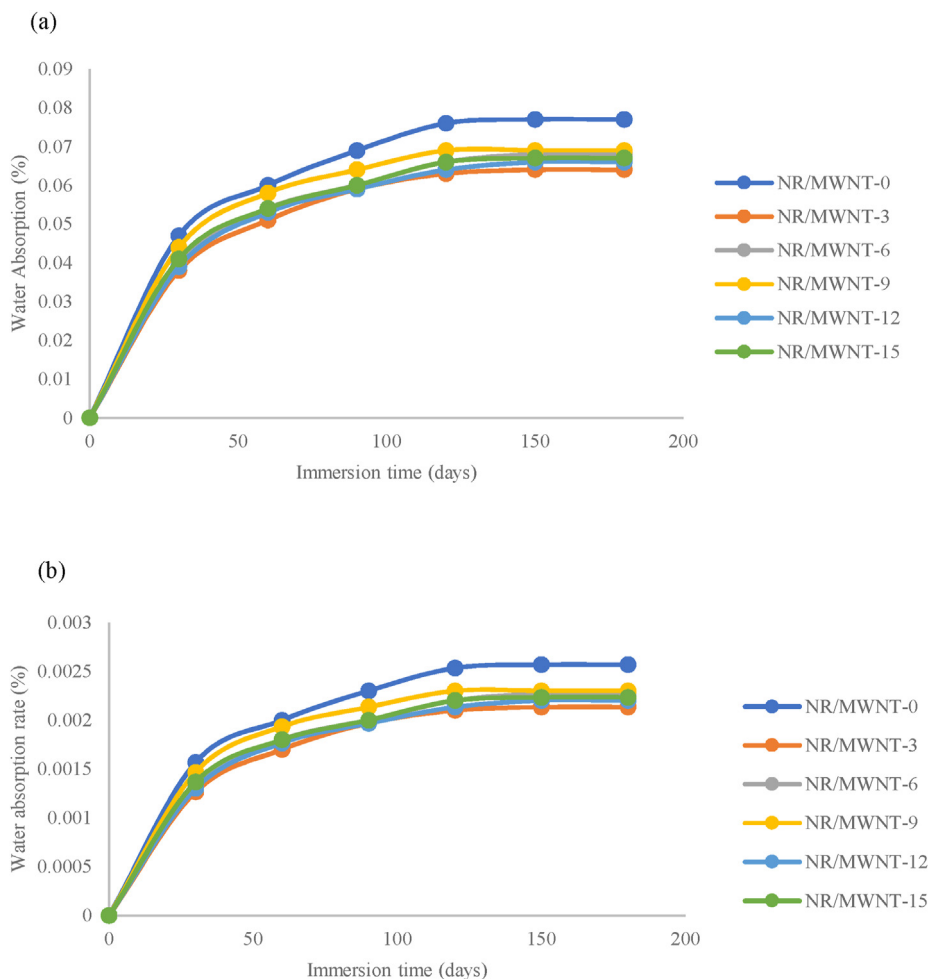 (a)
0.09
0.08
0.07
0.06
0.05
0.04
0.03
0.02
0.01
0
Water Absorption (%)
0 50 100 150 200
Immersion time (days)
NR/MWNT-0
NR/MWNT-3
NR/MWNT-6
NR/MWNT-9
NR/MWNT-12
NR/MWNT-15
(b)
0.003
0.0025
0.002
0.0015
0.001
0.0005
0
Water absorption rate (%)
0 50 100 150 200
Immersion time (days)
NR/MWNT-0
NR/MWNT-3
NR/MWNT-6
NR/MWNT-9
NR/MWNT-12
NR/MWNT-15